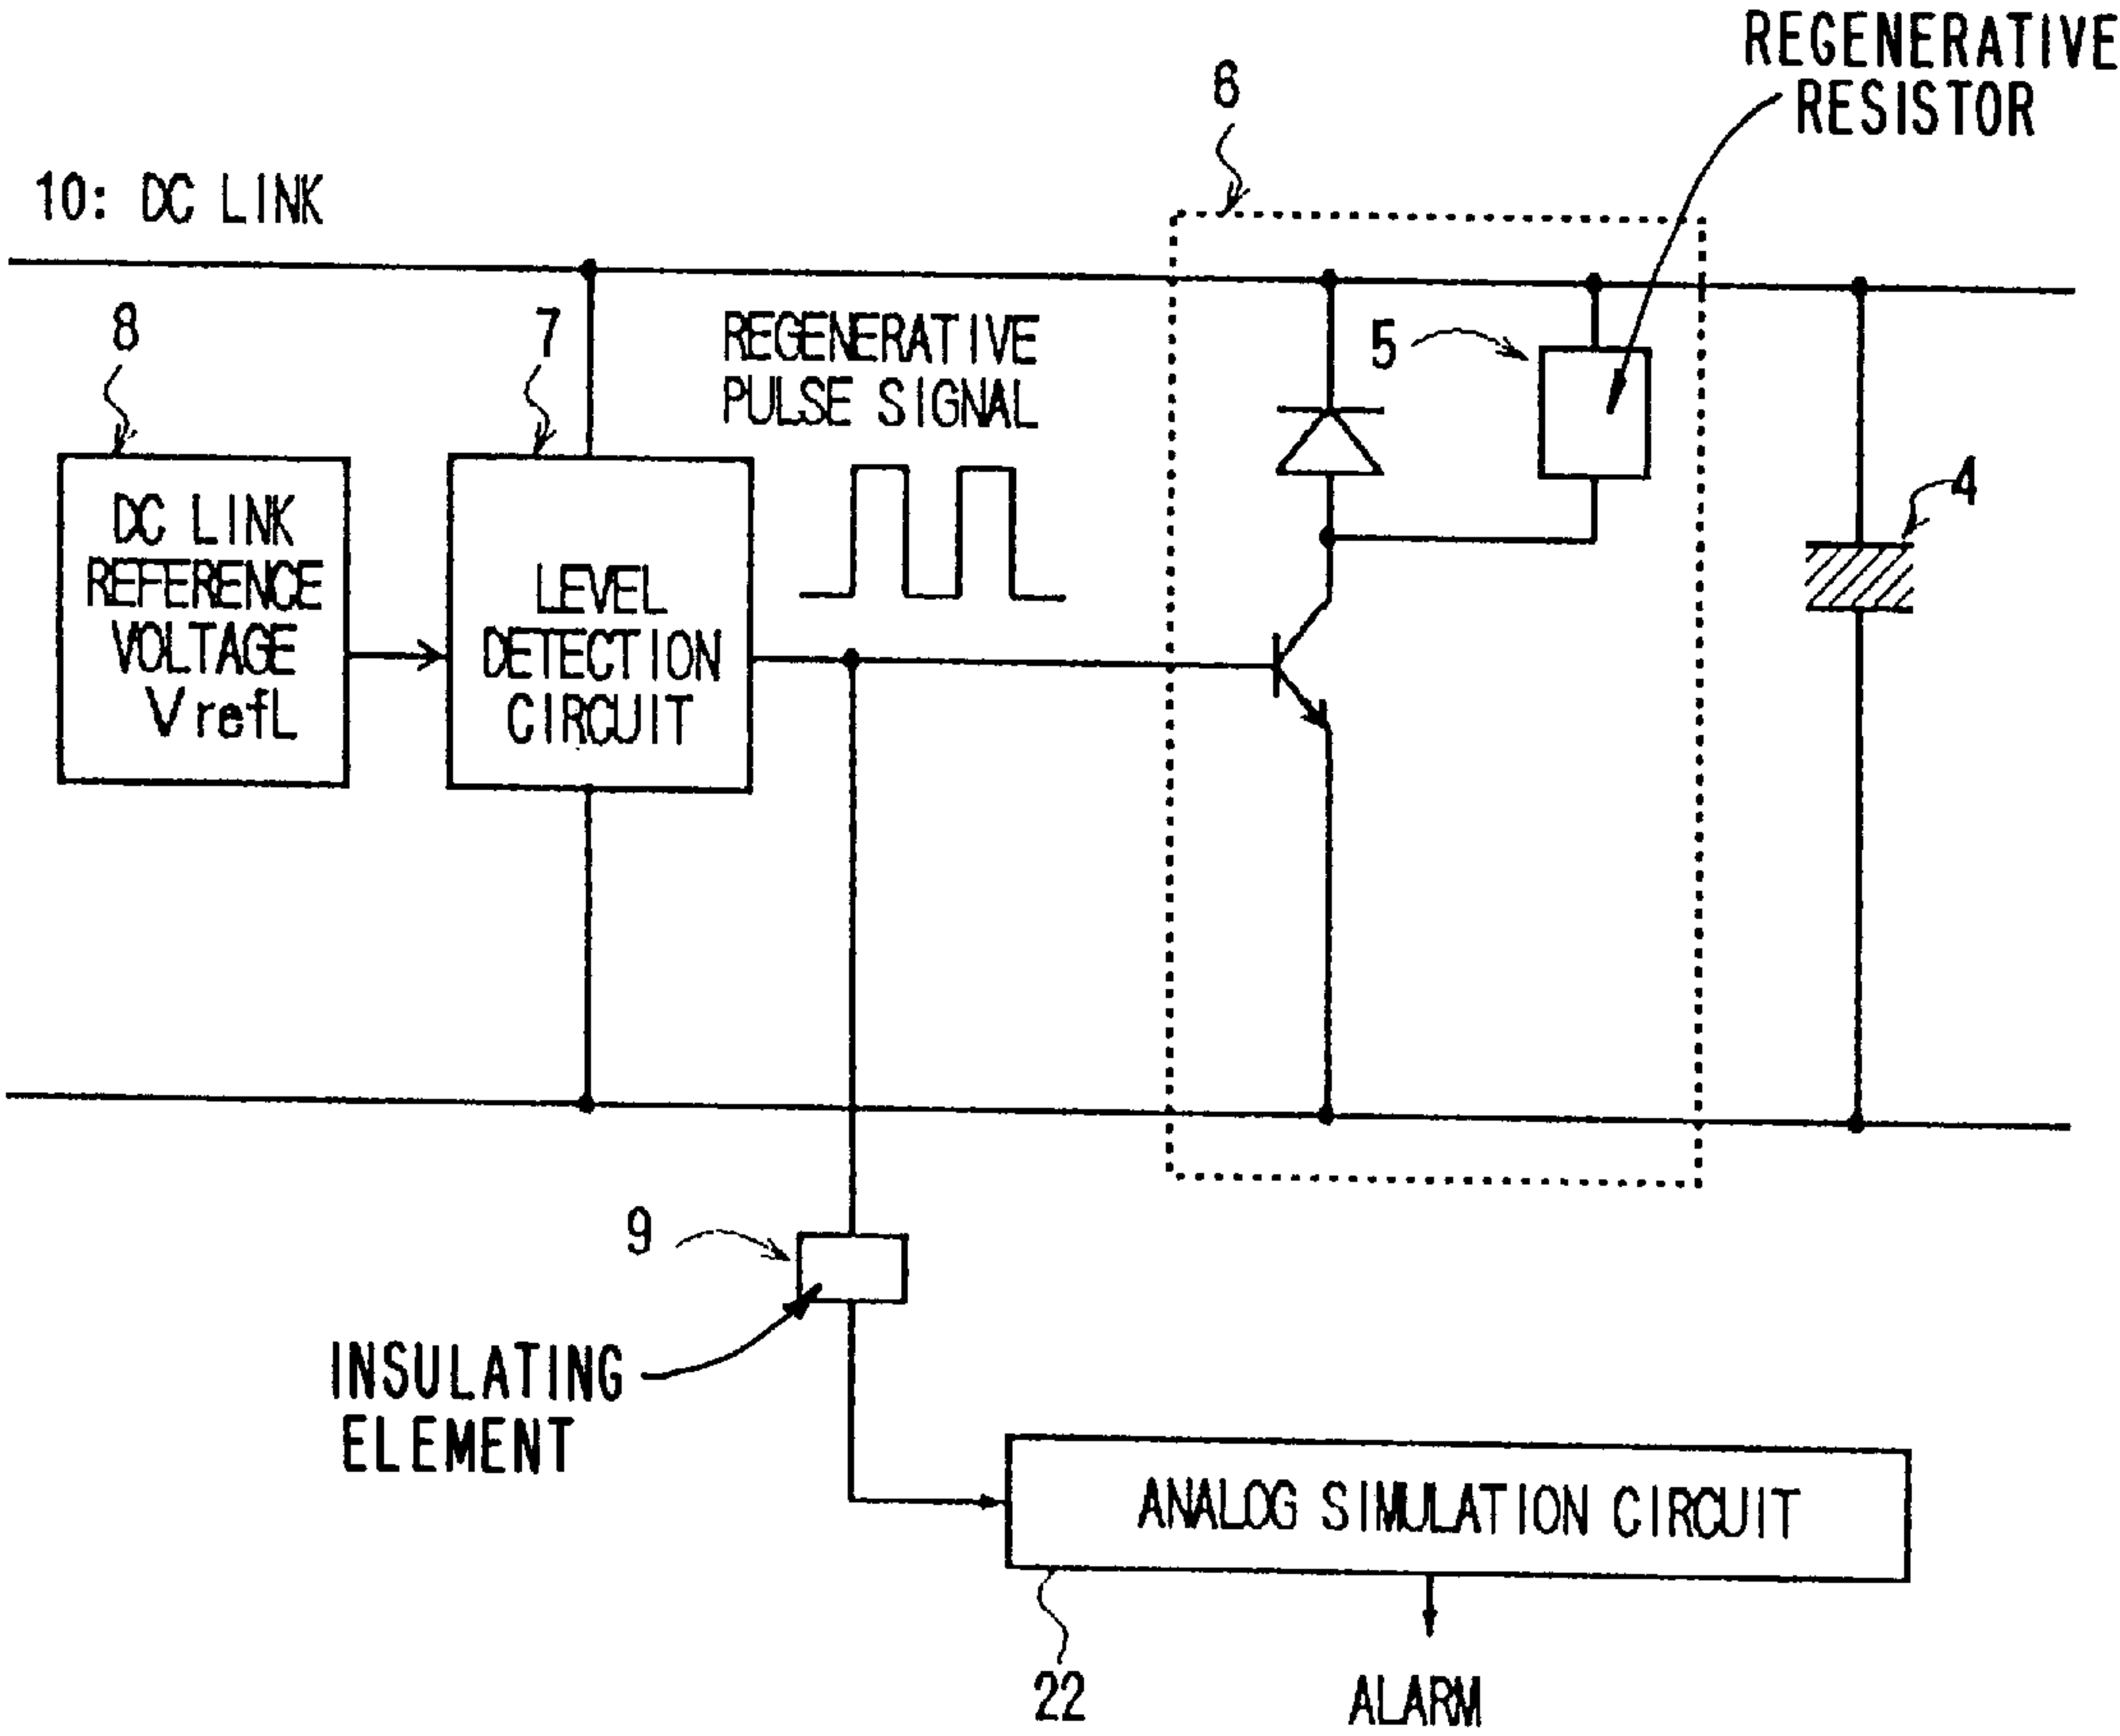 REGENERATIVE
RESISTOR
6
10: DC LINK
8
7
REGENERATIVE
PULSE SIGNAL
5
4
DC LINK
REFERENCE
VOLTAGE
VrefL
LEVEL
DETECTION
CIRCUIT
9
INSULATING
ELEMENT
ANALOG SIMULATION CIRCUIT
22
ALARM